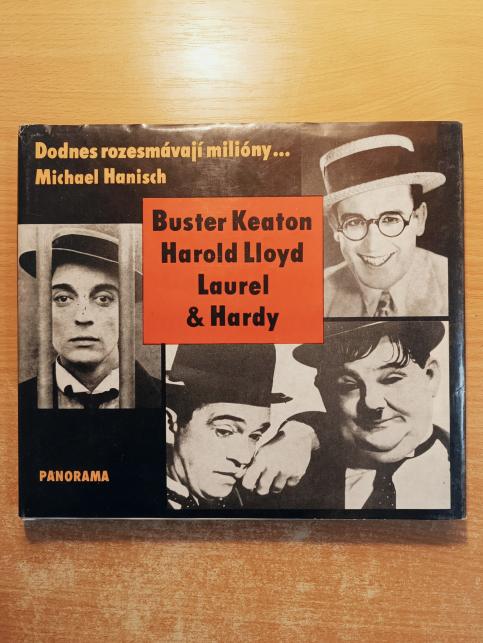 Dodnes rozesmávají milióny...
Michael Hanisch
Buster Keaton
Harold Lloyd
Laurel
& Hardy
PANORAMA